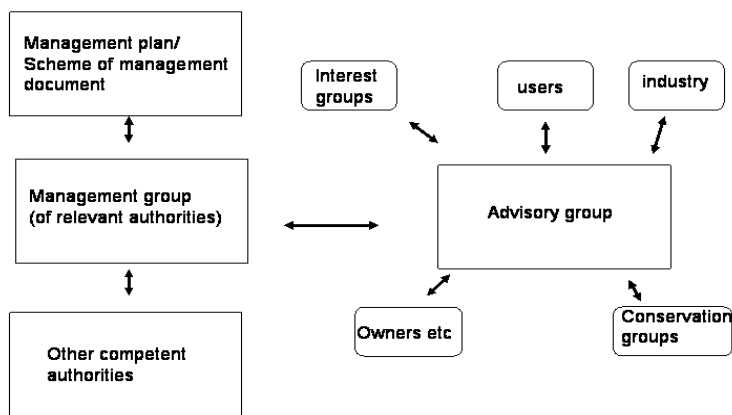 Management plan/
Scheme of management
document
Interest
groups
users
industry
Management group
(of relevant authorities)
Advisory group
Other competent
authorities
Owners etc
Conservation
groups